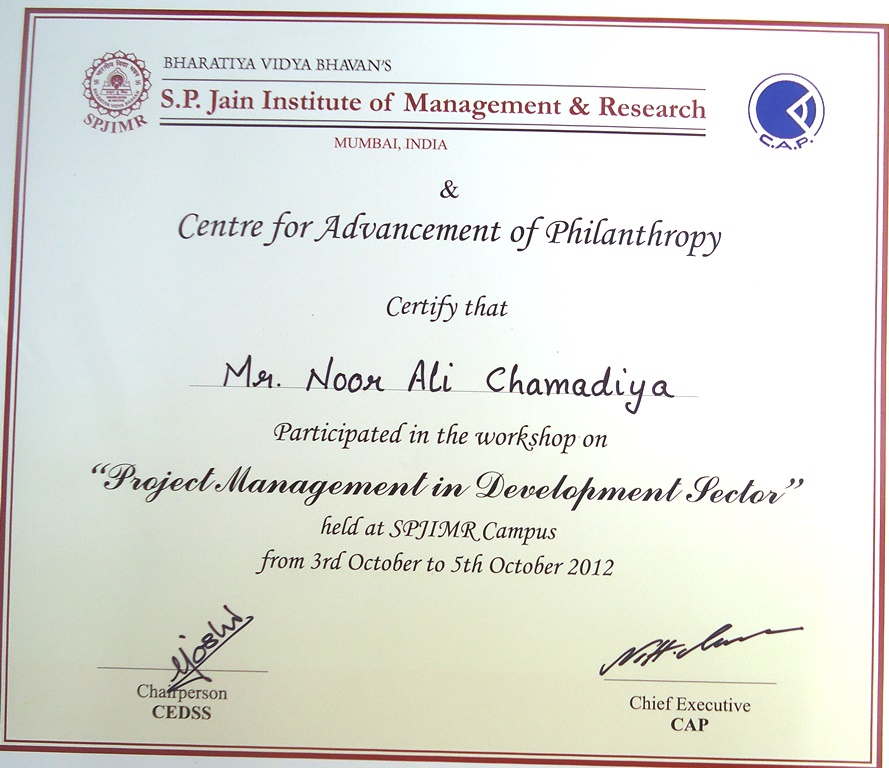 BHARATIYA VIDYA BHAVAN'S
S.P. Jain Institute of Management & Research
SPJIMR
MUMBAI, INDIA
C.A.P.
&
Centre for Advancement of Philanthropy
Certify that
Mr. Noor Ali Chamadiya
Participated in the workshop on
“Project Management in Development Sector”
held at SPJIMR Campus
from 3rd October to 5th October 2012
Chairperson
CEDSS
Chief Executive
CAP